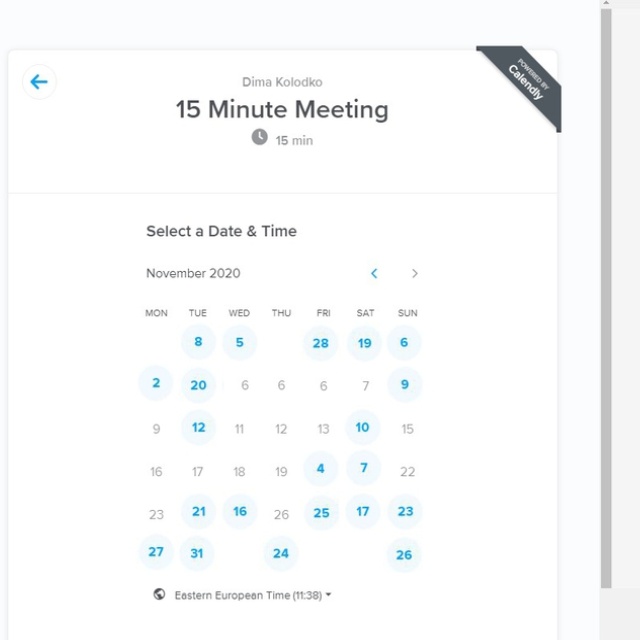 POWERED BY
Calendly
Dima Kolodko
15 Minute Meeting
15 min
Select a Date & Time
November 2020
MON TUE WED THU FRI SAT SUN
8 5 28 19 6
2 20 6 6 6 7 9
9 12 11 12 13 10 15
16 17 18 19 4 7 22
23 21 16 26 25 17 23
27 31 24 26
Eastern European Time (11:38)